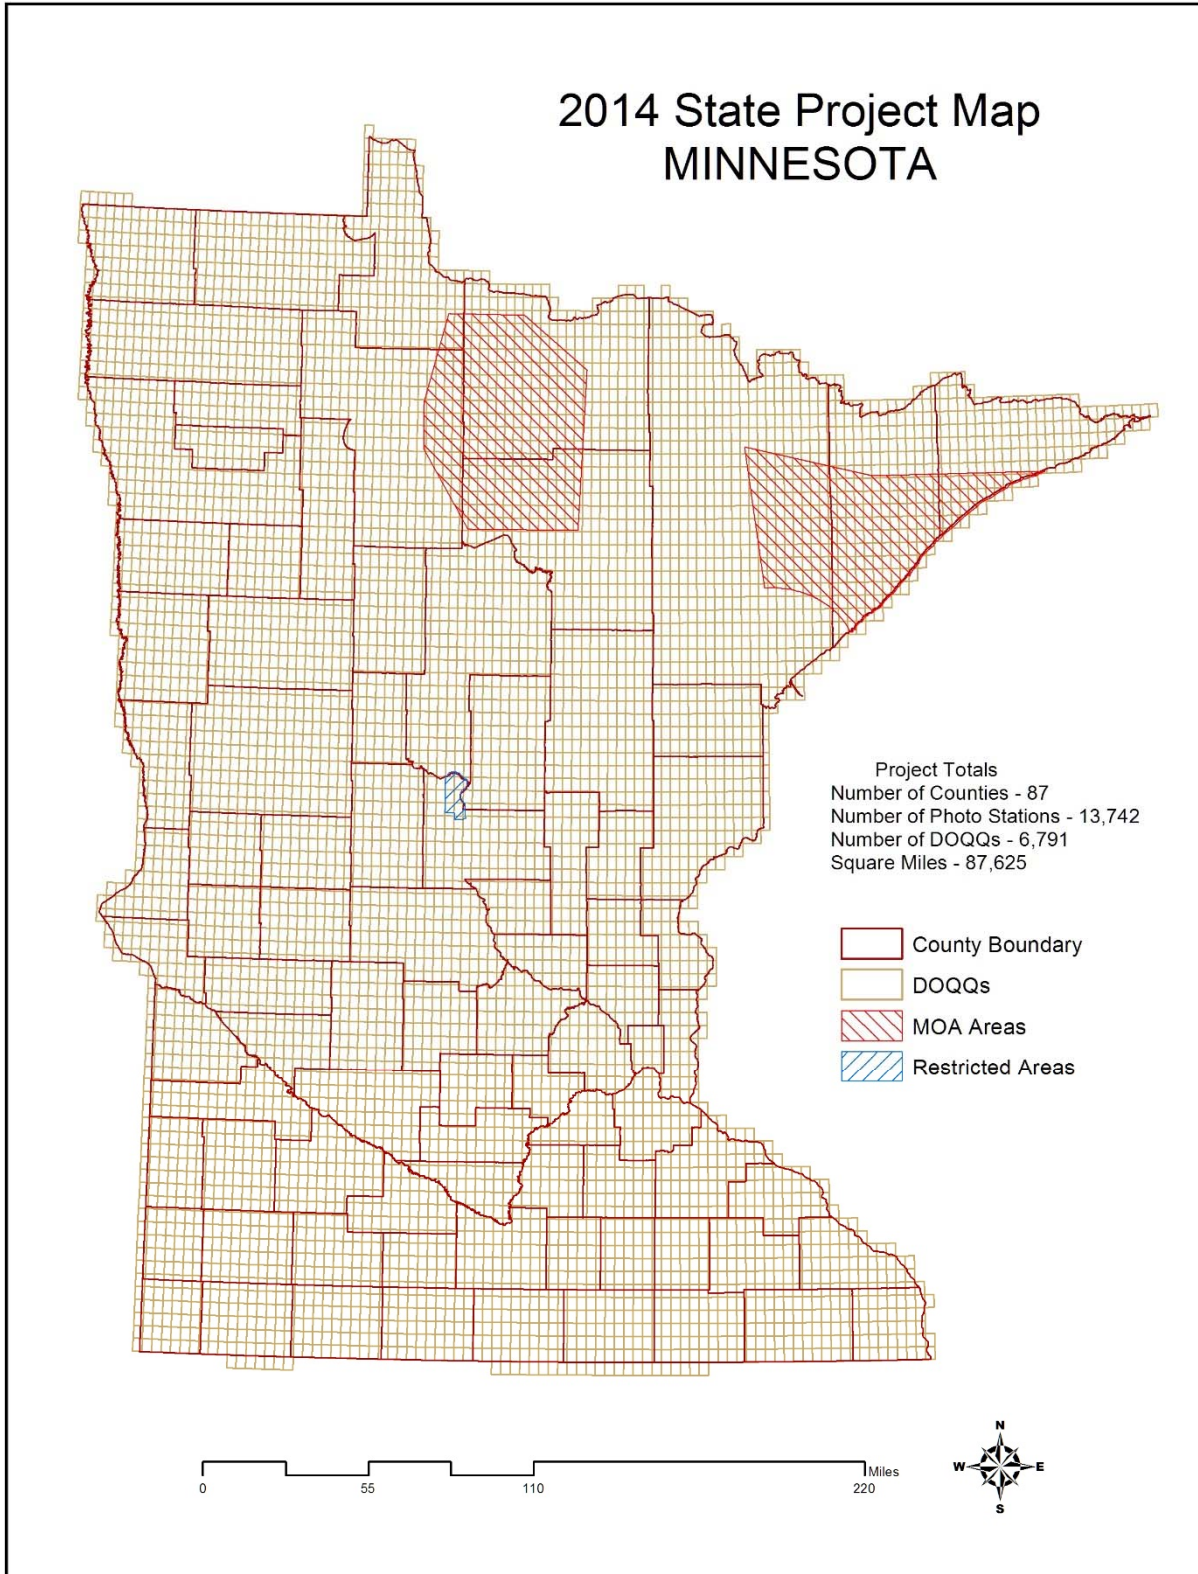 2014 State Project Map
MINNESOTA
Project Totals
Number of Counties - 87
Number of Photo Stations - 13,742
Number of DOQQs - 6,791
Square Miles - 87,625
County Boundary
DOQQs
MOA Areas
Restricted Areas
N
W E
S
Miles
0 55 110 220